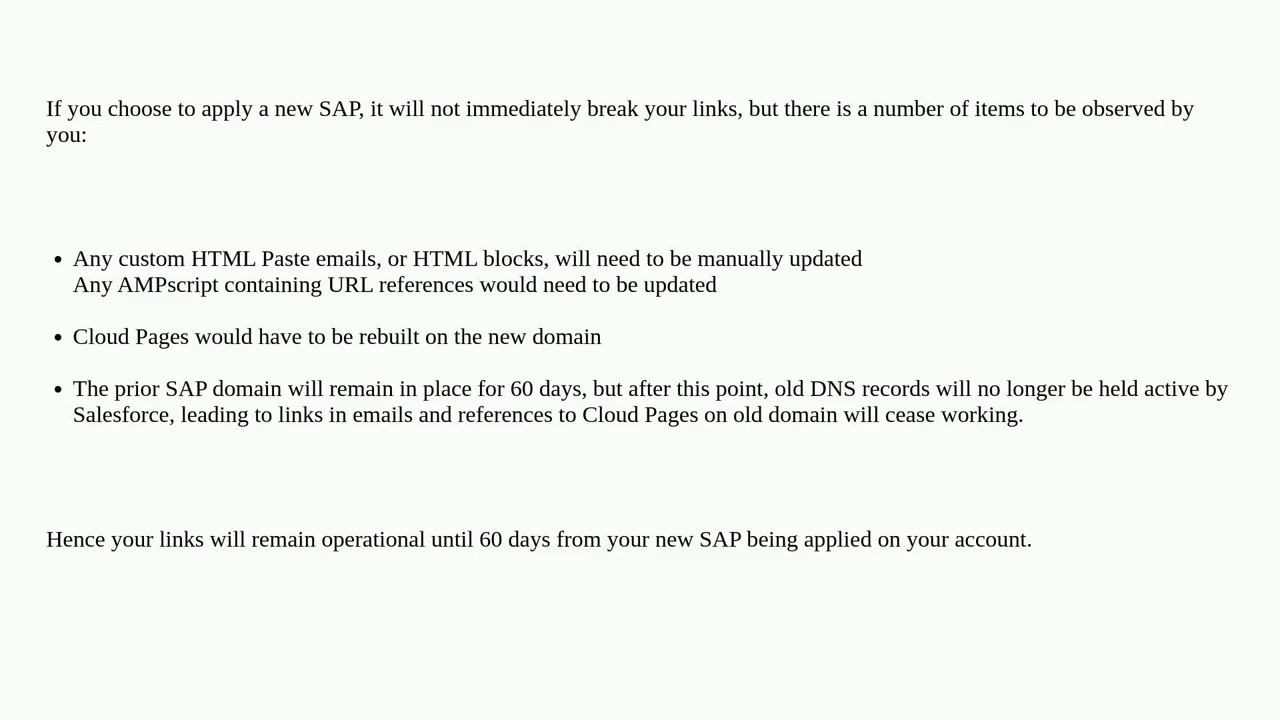 If you choose to apply a new SAP, it will not immediately break your links, but there is a number of items to be observed by
you:
• Any custom HTML Paste emails, or HTML blocks, will need to be manually updated
Any AMPscript containing URL references would need to be updated
• Cloud Pages would have to be rebuilt on the new domain
• The prior SAP domain will remain in place for 60 days, but after this point, old DNS records will no longer be held active by
Salesforce, leading to links in emails and references to Cloud Pages on old domain will cease working.
Hence your links will remain operational until 60 days from your new SAP being applied on your account.